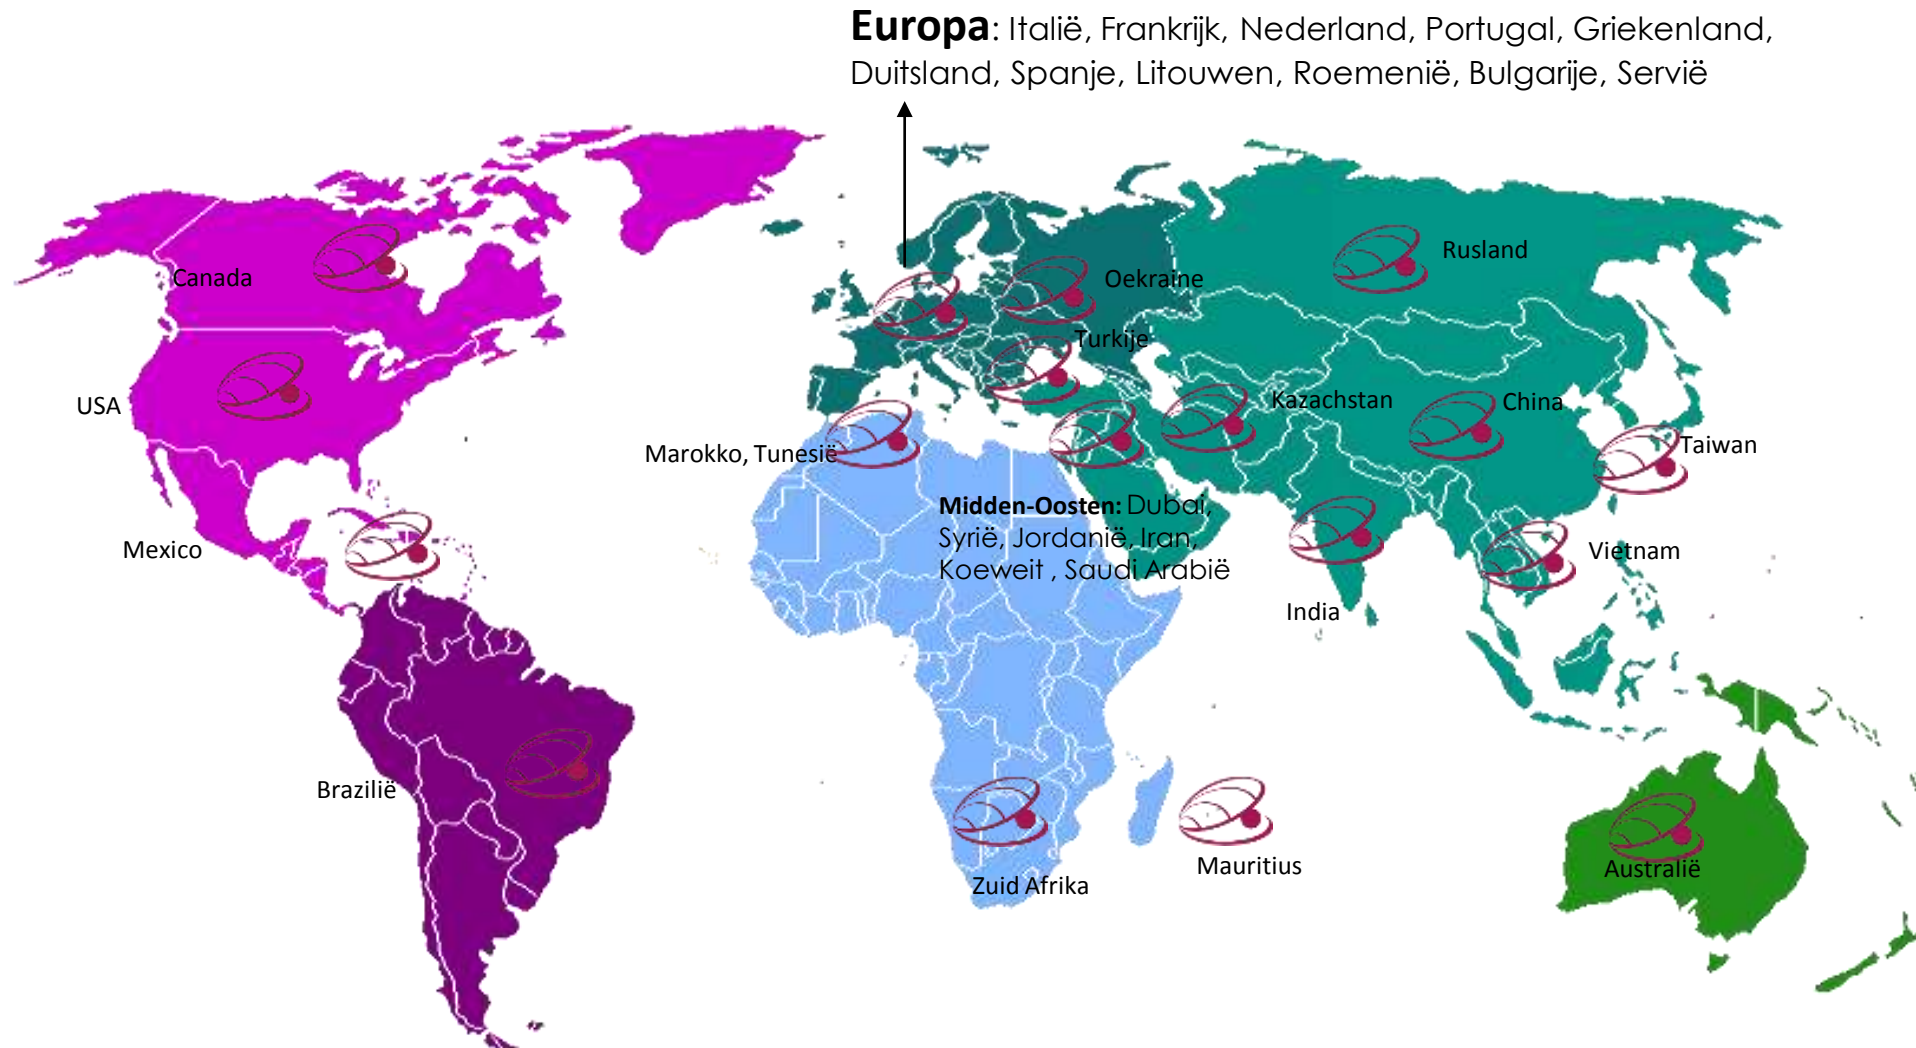 Europa: Italië, Frankrijk, Nederland, Portugal, Griekenland,
Duitsland, Spanje, Litouwen, Roemenië, Bulgarije, Servië
Canada
Rusland
Oekraine
Turkije
USA
Kazachstan
China
Marokko, Tunesië
Taiwan
Midden-Oosten: Dubai,
Syrië, Jordanië, Iran,
Koeweit , Saudi Arabië
Mexico
Vietnam
India
Brazilië
Mauritius
Zuid Afrika
Australië